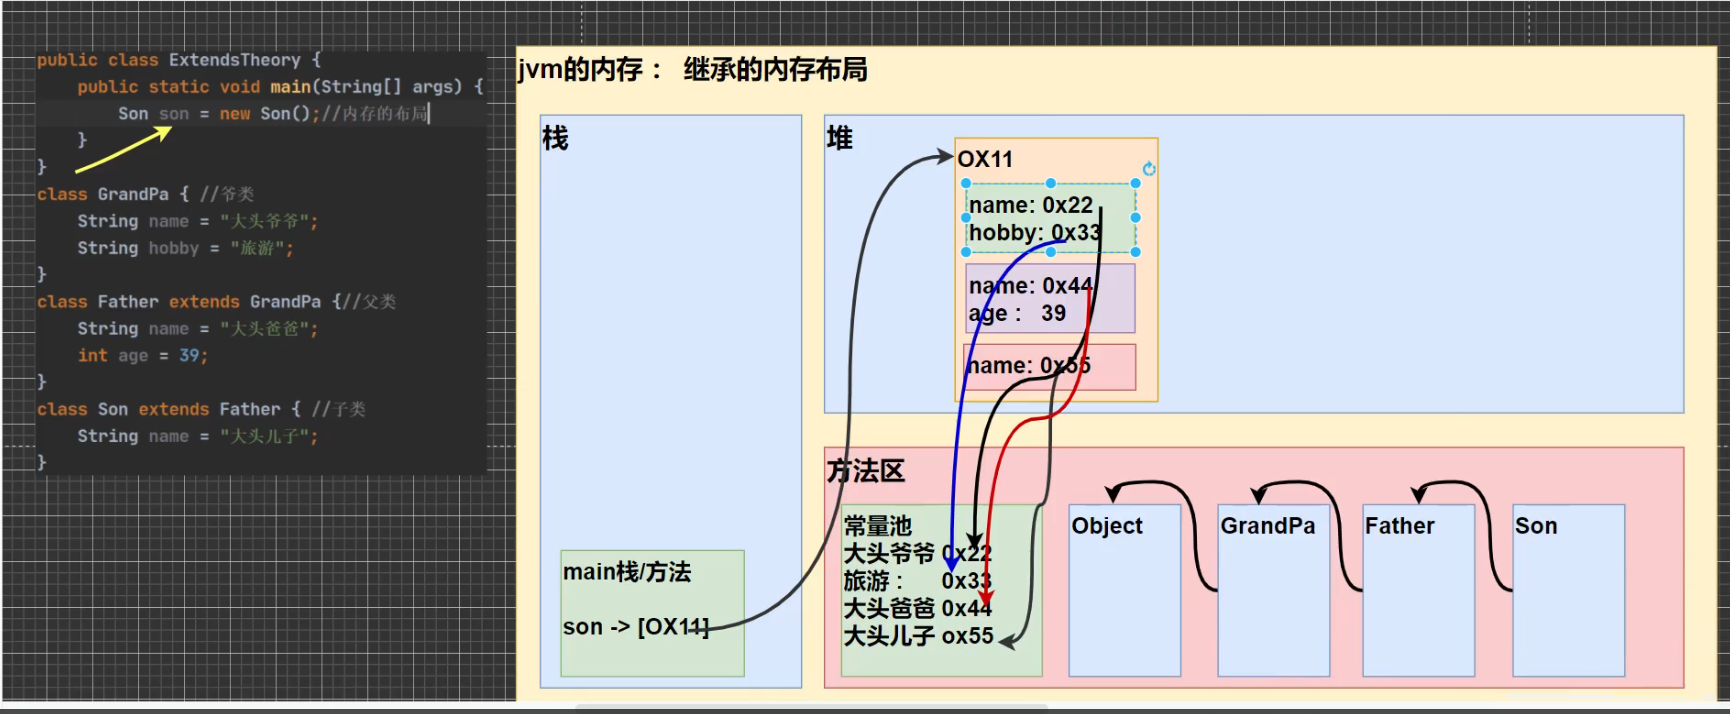 public class ExtendsTheory {
public static void main(String[] args) {
Son son = new Son();//内存的布局
}
}
class GrandPa { //爷类
String name = "大头爷爷";
String hobby = "旅游";
}
class Father extends GrandPa {//父类
String name = "大头爸爸";
int age = 39;
}
class Son extends Father { //子类
String name = "大头儿子";
}
jvm的内存： 继承的内存布局
栈
main栈/方法
son -> [OX11]
堆
OX11
name: 0x22
hobby: 0x33
name: 0x44
age： 39
name: 0x55
方法区
常量池
大头爷爷 0x22
旅游： 0x33
大头爸爸 0x44
大头儿子 ox55
Object
GrandPa
Father
Son